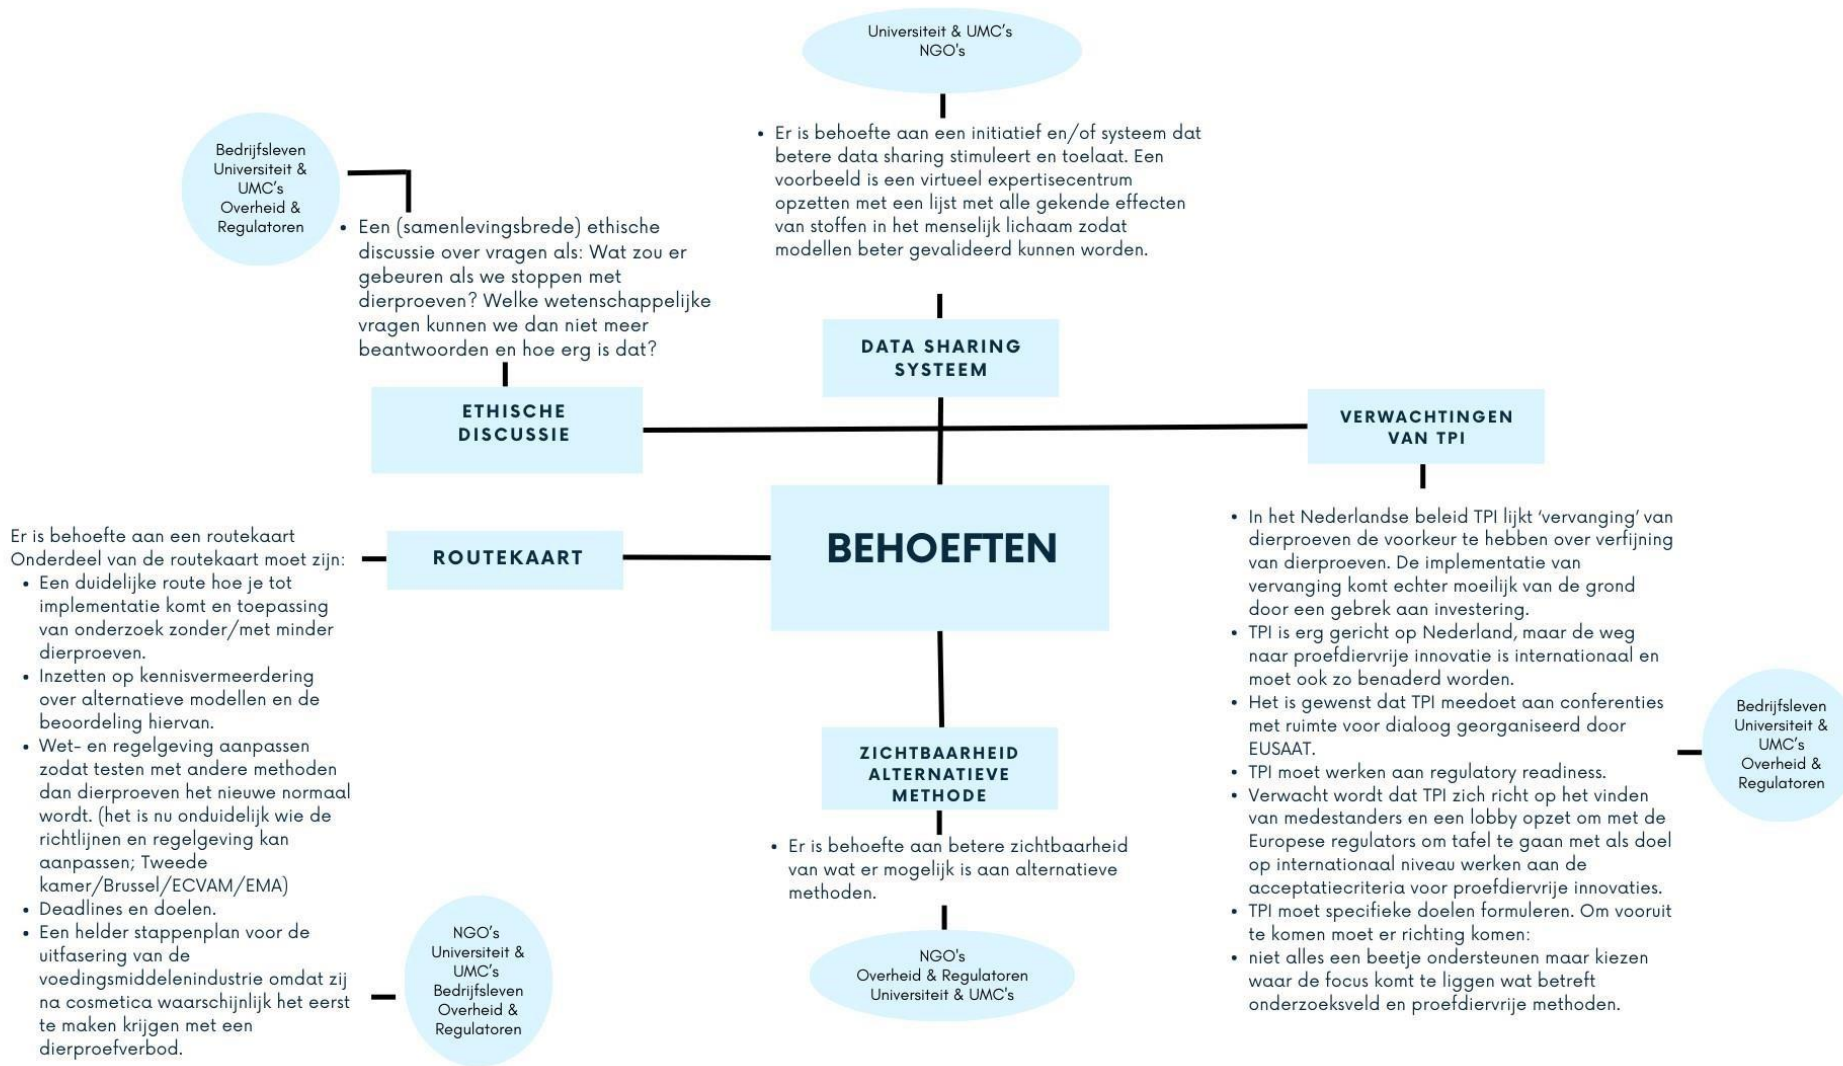 Universiteit & UMC's
NGO's
• Er is behoefte aan een initiatief en/of systeem dat
betere data sharing stimuleert en toelaat. Een
voorbeeld is een virtueel expertisecentrum
opzetten met een lijst met alle gekende effecten
van stoffen in het menselijk lichaam zodat
modellen beter gevalideerd kunnen worden.
DATA SHARING
SYSTEEM
Bedrijfsleven
Universiteit &
UMC's
Overheid &
Regulatoren
• Een (samenlevingsbrede) ethische
discussie over vragen als: Wat zou er
gebeuren als we stoppen met
dierproeven? Welke wetenschappelijke
vragen kunnen we dan niet meer
beantwoorden en hoe erg is dat?
ETHISCHE
DISCUSSIE
VERWACHTINGEN
VAN TPI
• In het Nederlandse beleid TPI lijkt 'vervanging' van
dierproeven de voorkeur te hebben over verfijning
van dierproeven. De implementatie van
vervanging komt echter moeilijk van de grond
door een gebrek aan investering.
• TPI is erg gericht op Nederland, maar de weg
naar proefdiervrije innovatie is internationaal en
moet ook zo benaderd worden.
• Het is gewenst dat TPI meedoet aan conferenties
met ruimte voor dialoog georganiseerd door
EUSAAT.
• TPI moet werken aan regulatory readiness.
• Verwacht wordt dat TPI zich richt op het vinden
van medestanders en een lobby opzet om met de
Europese regulators om tafel te gaan met als doel
op internationaal niveau werken aan de
acceptatiecriteria voor proefdiervrije innovaties.
• TPI moet specifieke doelen formuleren. Om vooruit
te komen moet er richting komen:
• niet alles een beetje ondersteunen maar kiezen
waar de focus komt te liggen wat betreft
onderzoeksveld en proefdiervrije methoden.
Bedrijfsleven
Universiteit &
UMC's
Overheid &
Regulatoren
BEHOEFTEN
ROUTEKAART
Er is behoefte aan een routekaart
Onderdeel van de routekaart moet zijn:
• Een duidelijke route hoe je tot
implementatie komt en toepassing
van onderzoek zonder/met minder
dierproeven.
• Inzetten op kennisvermeerdering
over alternatieve modellen en de
beoordeling hiervan.
• Wet- en regelgeving aanpassen
zodat testen met andere methoden
dan dierproeven het nieuwe normaal
wordt. (het is nu onduidelijk wie de
richtlijnen en regelgeving kan
aanpassen; Tweede
kamer/Brussel/ECVAM/EMA)
• Deadlines en doelen.
• Een helder stappenplan voor de
uitfasering van de
voedingsmiddelenindustrie omdat zij
na cosmetica waarschijnlijk het eerst
te maken krijgen met een
dierproefverbod.
NGO's
Universiteit &
UMC's
Bedrijfsleven
Overheid &
Regulatoren
ZICHTBAARHEID
ALTERNATIEVE
METHODE
• Er is behoefte aan betere zichtbaarheid
van wat er mogelijk is aan alternatieve
methoden.
NGO's
Overheid & Regulatoren
Universiteit & UMC's